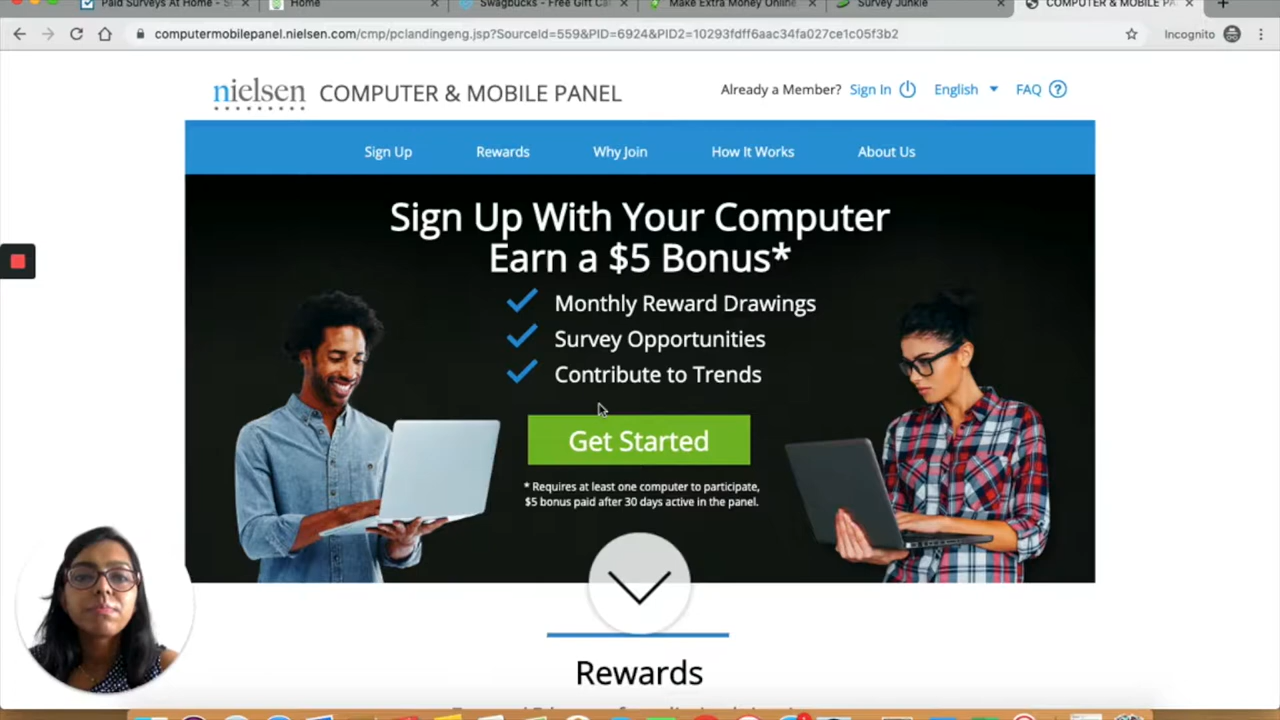 Paid Surveys At Home - S
Home
Swagbucks - Free Gift Ca
Make Extra Money Online
Survey Junkie
COMPUTER & MOBILE PA
computermobilepanel.nielsen.com/cmp/pclandingeng.jsp?SourceId=559&PID=6924&PID2=10293fdff6aac34fa027ce1c05f3b2
Incognito
nielsen COMPUTER & MOBILE PANEL
Already a Member? Sign In English FAQ ?
Sign Up Rewards Why Join How It Works About Us
Sign Up With Your Computer
Earn a $5 Bonus*
Monthly Reward Drawings
Survey Opportunities
Contribute to Trends
Get Started
* Requires at least one computer to participate,
$5 bonus paid after 30 days active in the panel.
Rewards